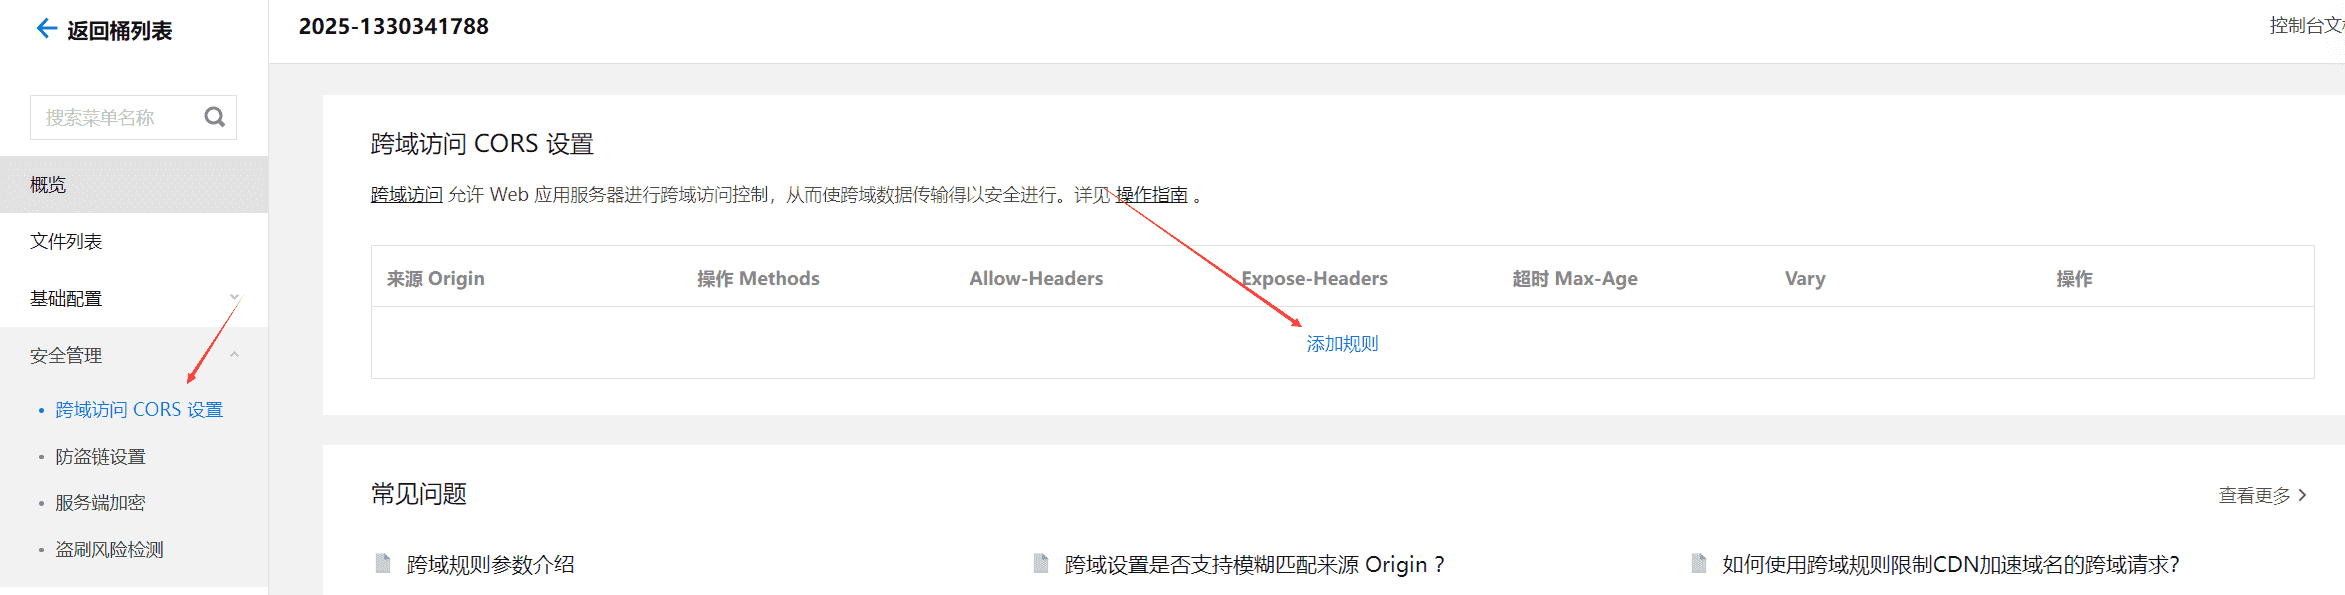 返回桶列表
搜索菜单名称
概览
文件列表
基础配置
安全管理
跨域访问 CORS 设置
防盗链设置
服务端加密
盗刷风险检测
2025-1330341788
控制台文
跨域访问 CORS 设置
跨域访问 允许 Web 应用服务器进行跨域访问控制，从而使跨域数据传输得以安全进行。详见 操作指南 。
来源 Origin 操作 Methods Allow-Headers Expose-Headers 超时 Max-Age Vary 操作
添加规则
常见问题
查看更多
跨域规则参数介绍 跨域设置是否支持模糊匹配来源 Origin？ 如何使用跨域规则限制CDN加速域名的跨域请求?